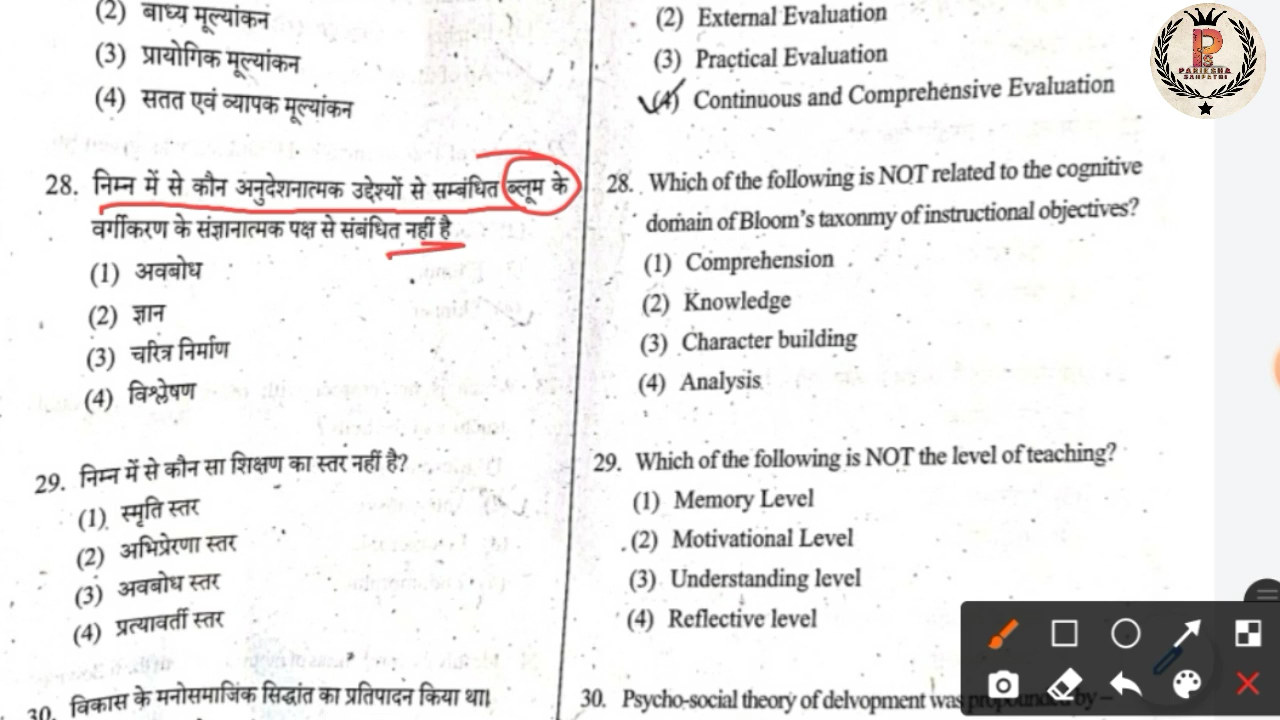 (2) बाध्य मूल्यांकन
(3) प्रायोगिक मूल्यांकन
(4) सतत एवं व्यापक मूल्यांकन
28. निम्न में से कौन अनुदेशनात्मक उद्देश्यों से सम्बंधित ब्लूम के
वर्गीकरण के संज्ञानात्मक पक्ष से संबंधित नहीं है
(1) अवबोध
(2) ज्ञान
(3) चरित्र निर्माण
(4) विश्लेषण
29. निम्न में से कौन सा शिक्षण का स्तर नहीं है?
(1) स्मृति स्तर
(2) अभिप्रेरणा स्तर
(3) अवबोध स्तर
(4) प्रत्यावर्ती स्तर
30. विकास के मनोसमाजिक सिद्धांत का प्रतिपादन किया था।
(2) External Evaluation
(3) Practical Evaluation
(4) Continuous and Comprehensive Evaluation
28. Which of the following is NOT related to the cognitive
domain of Bloom's taxonmy of instructional objectives?
(1) Comprehension
(2) Knowledge
(3) Character building
(4) Analysis
29. Which of the following is NOT the level of teaching?
(1) Memory Level
(2) Motivational Level
(3) Understanding level
(4) Reflective level
30. Psycho-social theory of delvopment was propounded by –
PARIKSHA
SAHPATHI